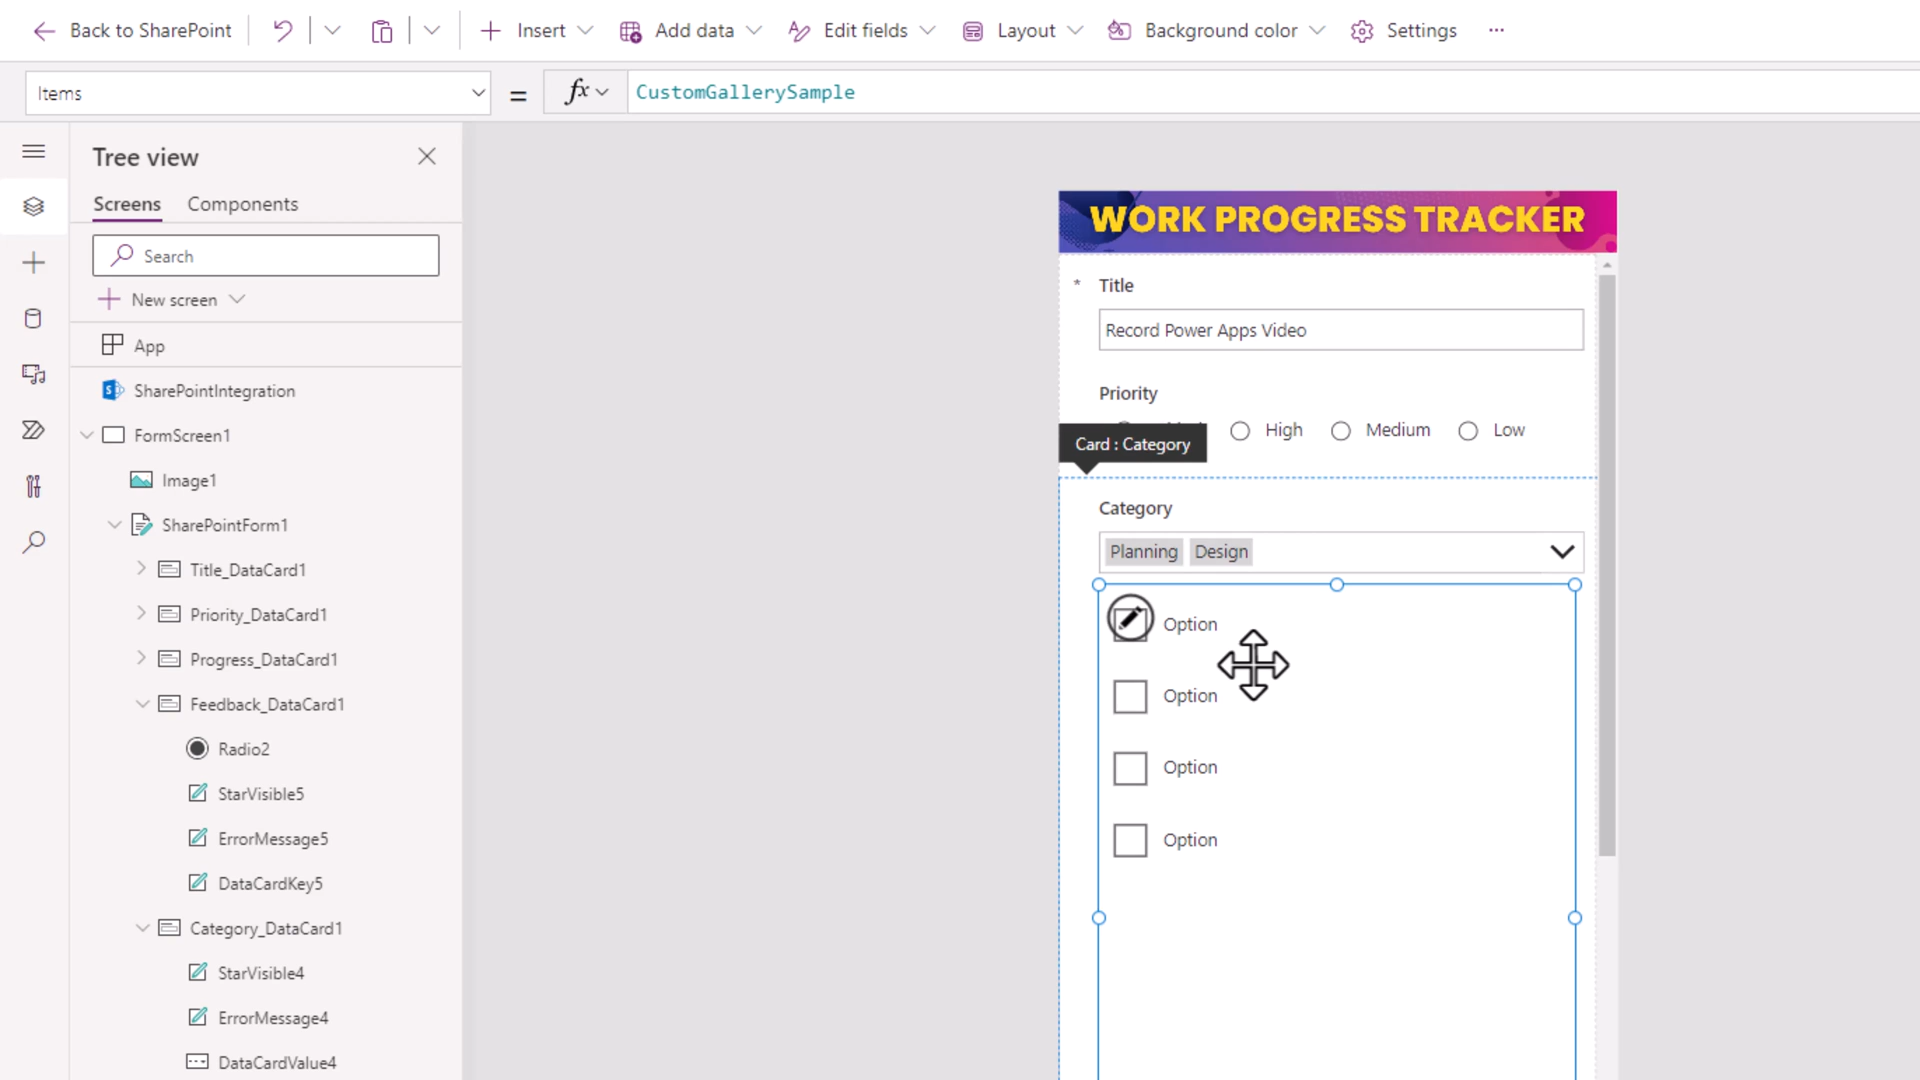 Back to SharePoint Insert Add data Edit fields Layout Background color Settings ...
Items = fx CustomGallerySample
Tree view
Screens Components
Search
New screen
App
SharePointIntegration
FormScreen1
Image1
SharePointForm1
Title_DataCard1
Priority_DataCard1
Progress_DataCard1
Feedback_DataCard1
Radio2
StarVisible5
ErrorMessage5
DataCardKey5
Category_DataCard1
StarVisible4
ErrorMessage4
DataCardValue4
WORK PROGRESS TRACKER
* Title
Record Power Apps Video
Priority
High Medium Low
Card : Category
Category
Planning Design
Option
Option
Option
Option